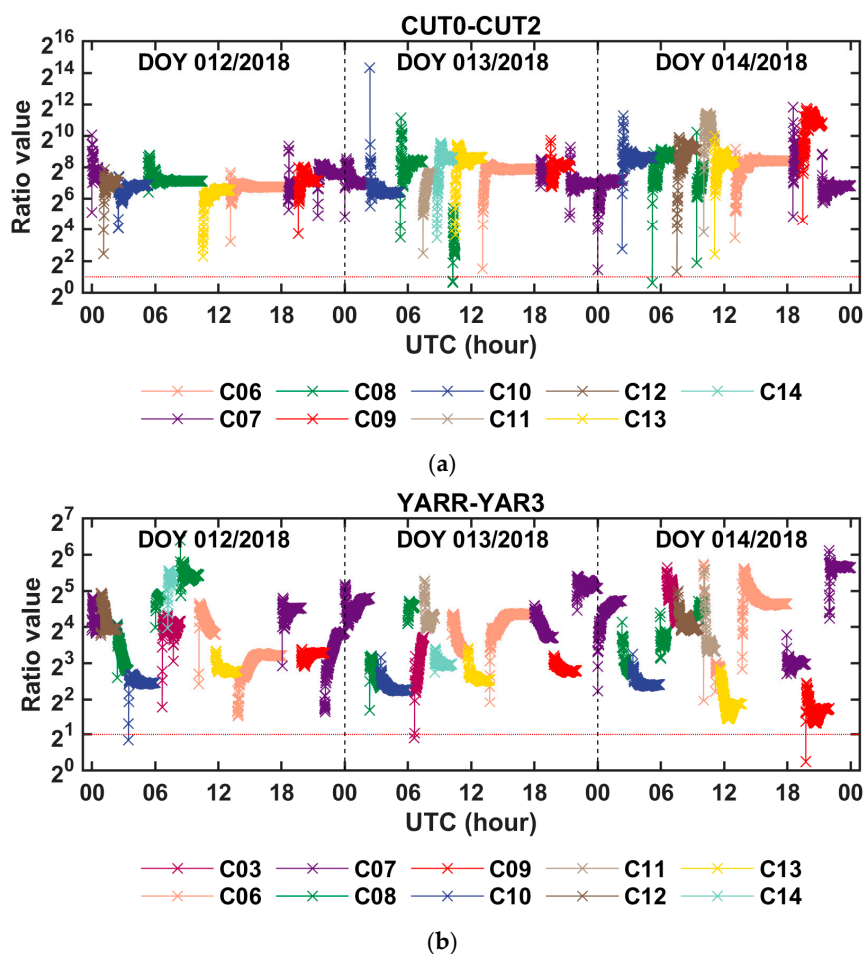 (a)
CUT0-CUT2
2^16
DOY 012/2018 DOY 013/2018 DOY 014/2018
2^14
2^12
2^10
2^8
2^6
2^4
2^2
2^0
Ratio value
00 06 12 18 00 06 12 18 00 06 12 18 00
UTC (hour)
C06 C08 C10 C12 C14
C07 C09 C11 C13
(a)
YARR-YAR3
2^7
DOY 012/2018 DOY 013/2018 DOY 014/2018
2^6
2^5
2^4
2^3
2^2
2^1
2^0
Ratio value
00 06 12 18 00 06 12 18 00 06 12 18 00
UTC (hour)
C03 C07 C09 C11 C13
C06 C08 C10 C12 C14
(b)